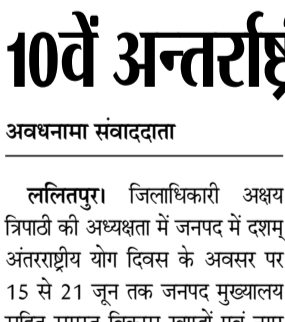 10वें अन्तर्राष्ट्र
अवधनामा संवाददाता
ललितपुर। जिलाधिकारी अक्षय
त्रिपाठी की अध्यक्षता में जनपद में दशम्
अंतरराष्ट्रीय योग दिवस के अवसर पर
15 से 21 जून तक जनपद मुख्यालय